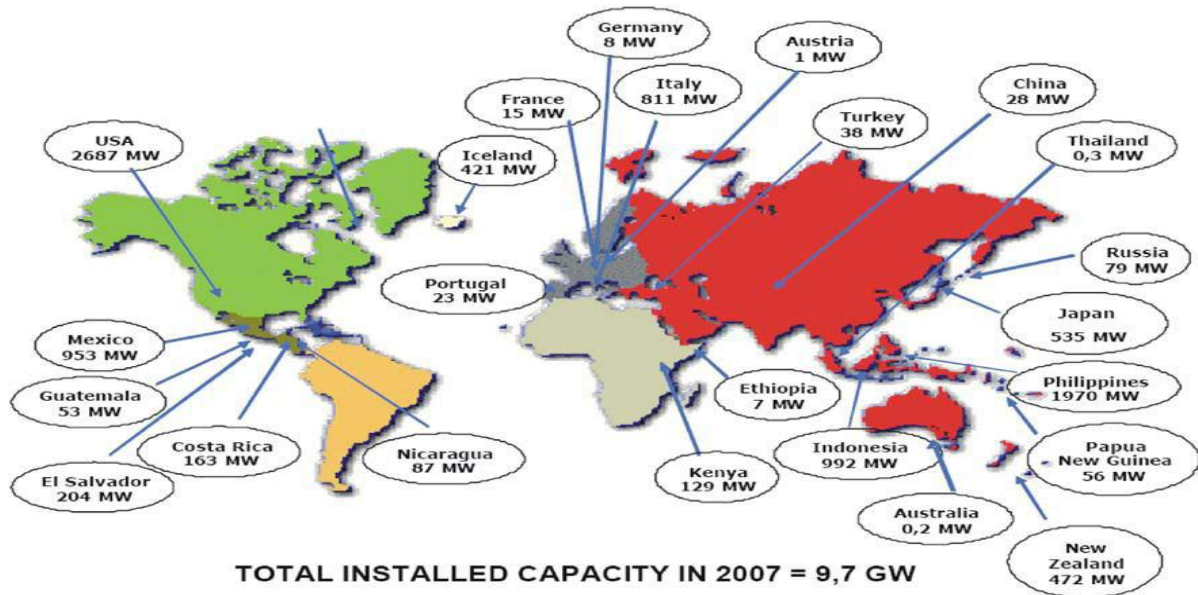 Germany
8 MW
Austria
1 MW
France
15 MW
Italy
811 MW
China
28 MW
USA
2687 MW
Iceland
421 MW
Turkey
38 MW
Thailand
0,3 MW
Portugal
23 MW
Russia
79 MW
Mexico
953 MW
Japan
535 MW
Guatemala
53 MW
Ethiopia
7 MW
Philippines
1970 MW
Costa Rica
163 MW
Nicaragua
87 MW
Indonesia
992 MW
Papua
New Guinea
56 MW
El Salvador
204 MW
Kenya
129 MW
Australia
0,2 MW
New
Zealand
472 MW
TOTAL INSTALLED CAPACITY IN 2007 = 9,7 GW